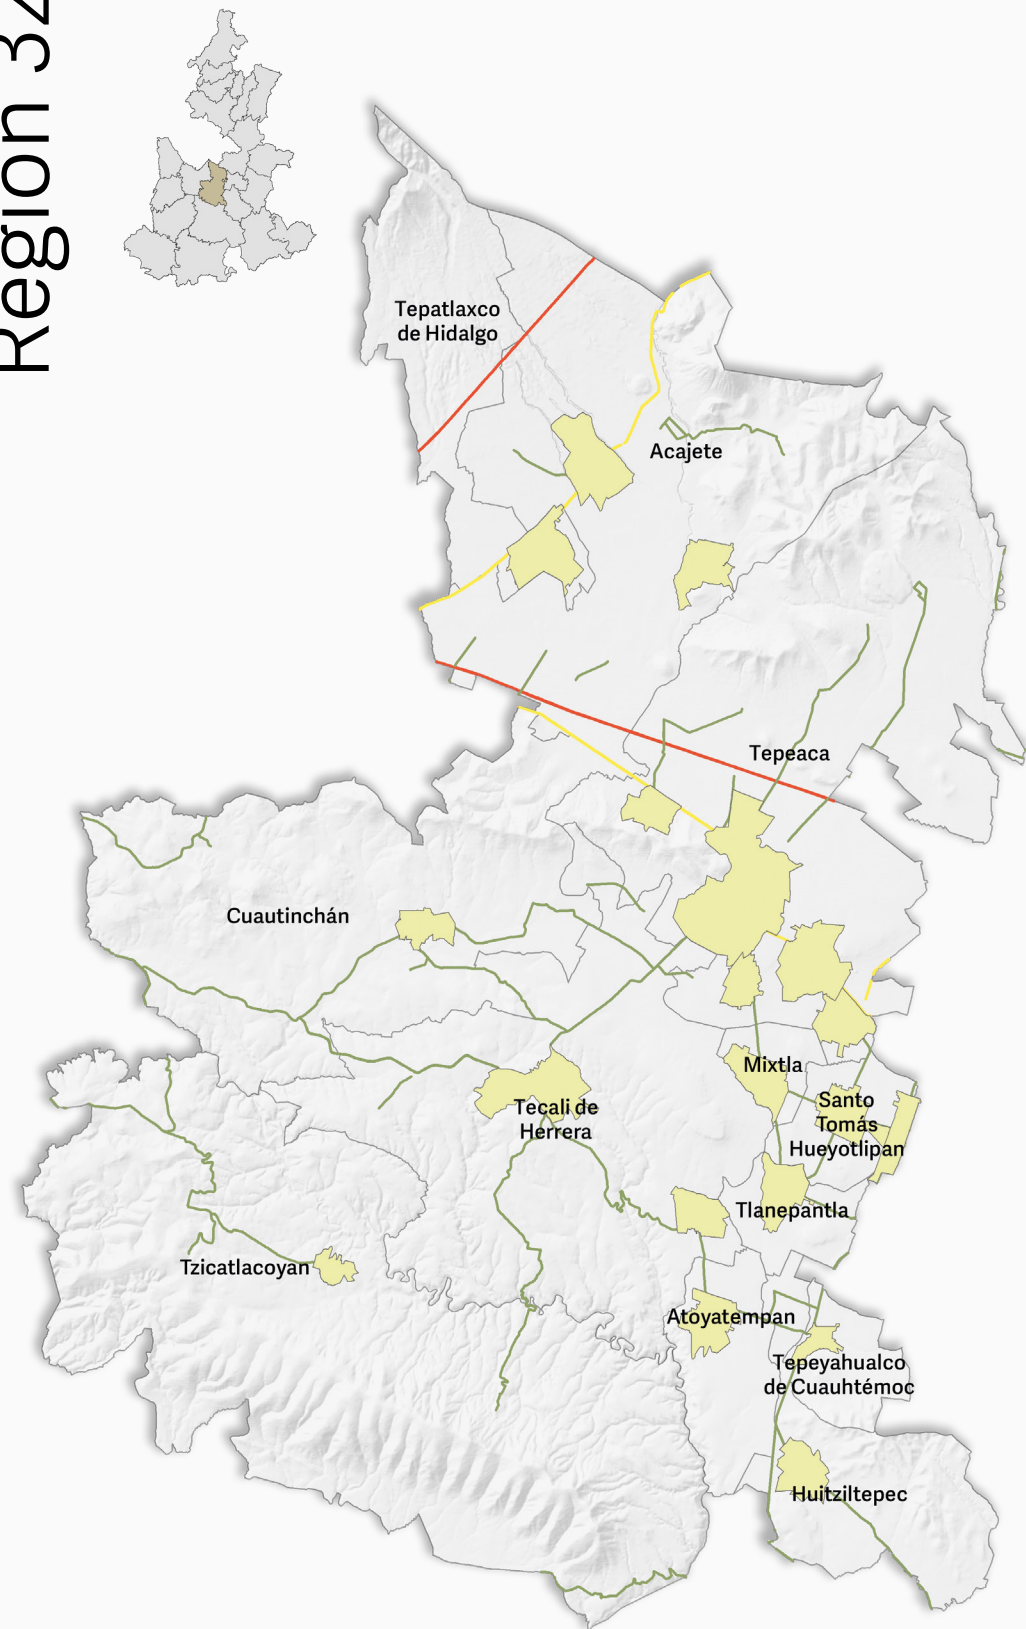 Region 32
Tepatlaxco
de Hidalgo
Acajete
Tepeaca
Cuautinchán
Mixtla
Santo
Tomás
Hueyotlipan
Tecali de
Herrera
Tlanepantla
Tzicatlacoyan
Atoyatempan
Tepeyahualco
de Cuauhtémoc
Huitziltepec